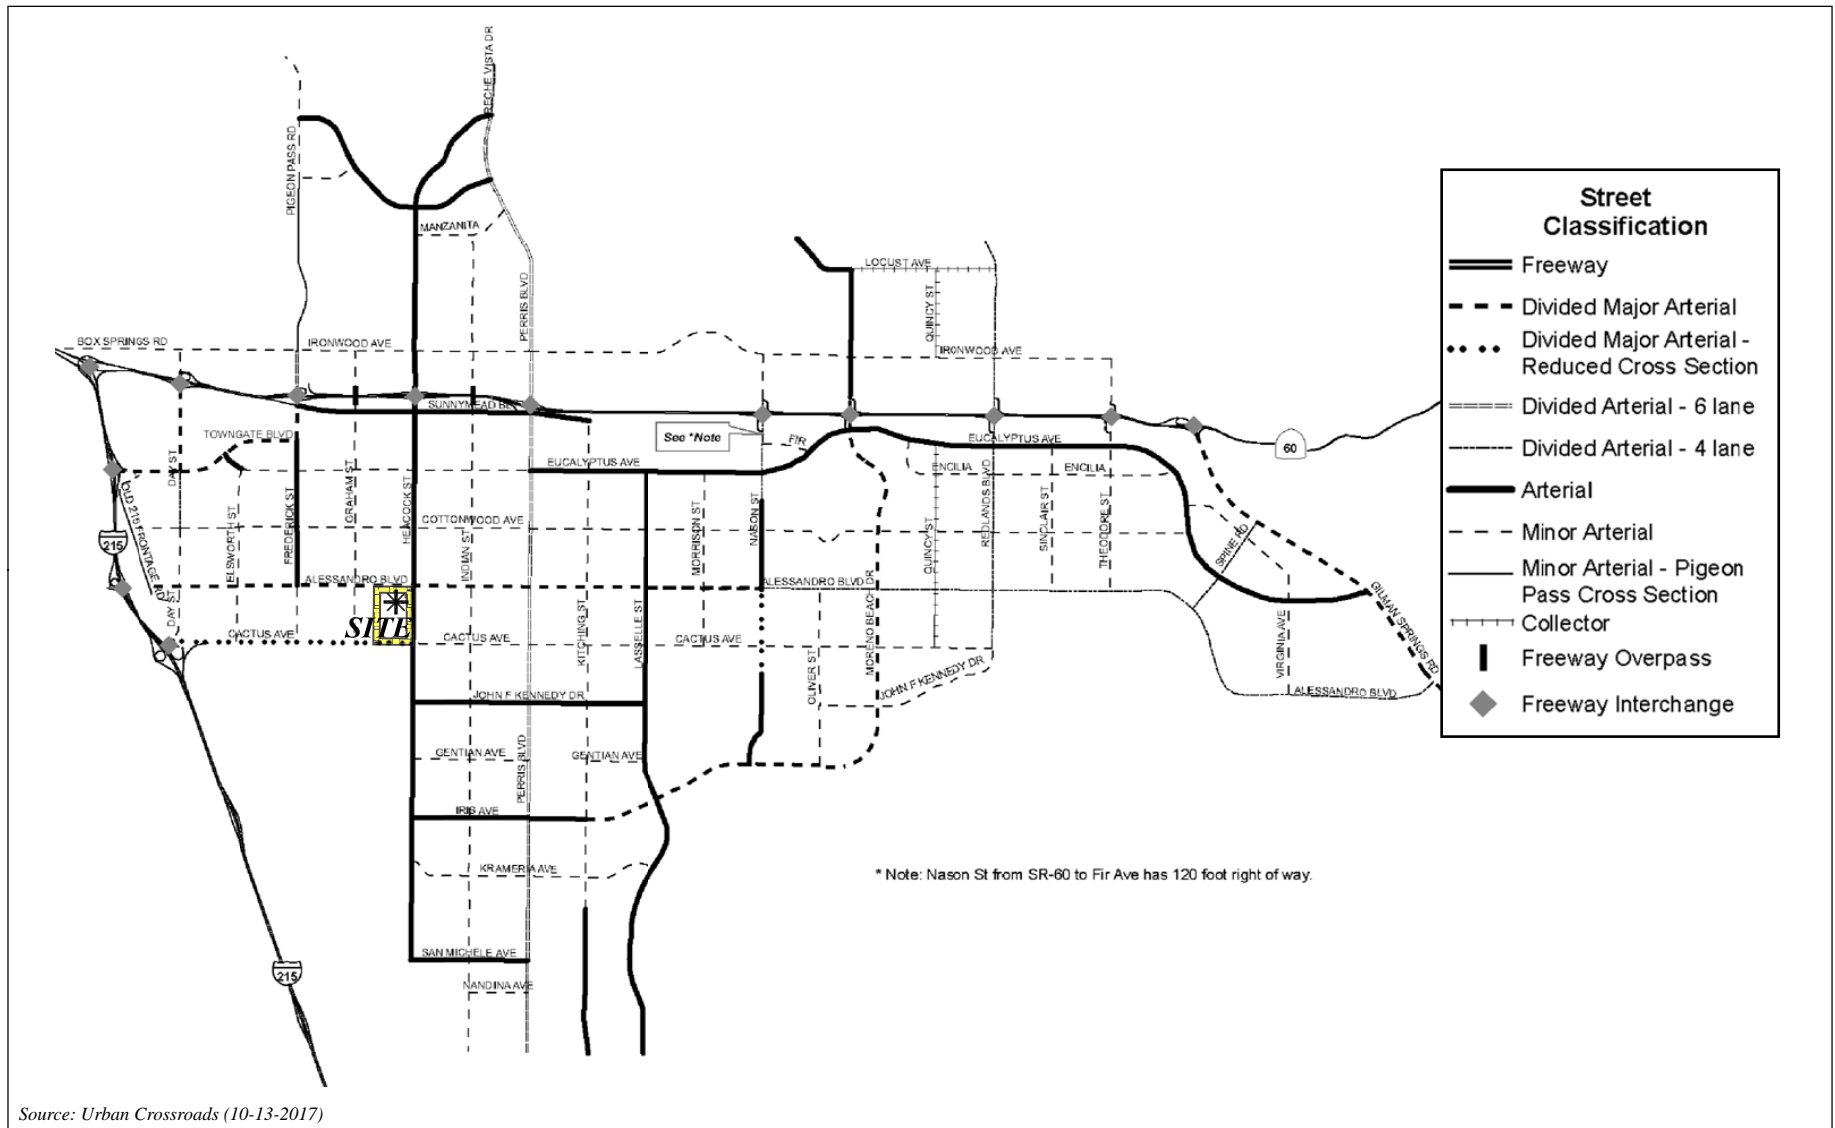 RECHE VISTA DR
PIGEON PASS RD
MANZANITA
PERRIS BLVD
LOCUST AVE
QUINCY ST
BOX SPRINGS RD
IRONWOOD AVE
IRONWOOD AVE
SUNNYMEAD BL
See *Note
60
TOWNGATE BLVD
FIR
EUCALYPTUS AVE
EUCALYPTUS AVE
ENCILIA
ENCILIA
DAY ST
GRAHAM ST
OLD 215 FRONTAGE RD
ELSWORTH ST
FREDERICK ST
HEACOCK ST
COTTONWOOD AVE
INDIAN ST
MORRISON ST
NASON ST
QUINCY ST
REDLANDS BLVD
SINCLAIR ST
THEODORE ST
SPINE RD
215
ALESSANDRO BLVD
ALESSANDRO BLVD
DAY ST
SITE
CACTUS AVE
CACTUS AVE
CACTUS AVE
KITCHING ST
LASSELLE ST
OLIVER ST
MORENO BEACH DR
JOHN F KENNEDY DR
VIRGINIA AVE
GILMAN SPRINGS RD
ALESSANDRO BLVD
JOHN F KENNEDY DR
GENTIAN AVE
GENTIAN AVE
PERRIS BLVD
IRIS AVE
KRAMERIA AVE
SAN MICHELE AVE
NANDINA AVE
215
* Note: Nason St from SR-60 to Fir Ave has 120 foot right of way.
Street
Classification
Freeway
Divided Major Arterial
Divided Major Arterial -
Reduced Cross Section
Divided Arterial - 6 lane
Divided Arterial - 4 lane
Arterial
Minor Arterial
Minor Arterial - Pigeon
Pass Cross Section
Collector
Freeway Overpass
Freeway Interchange
Source: Urban Crossroads (10-13-2017)